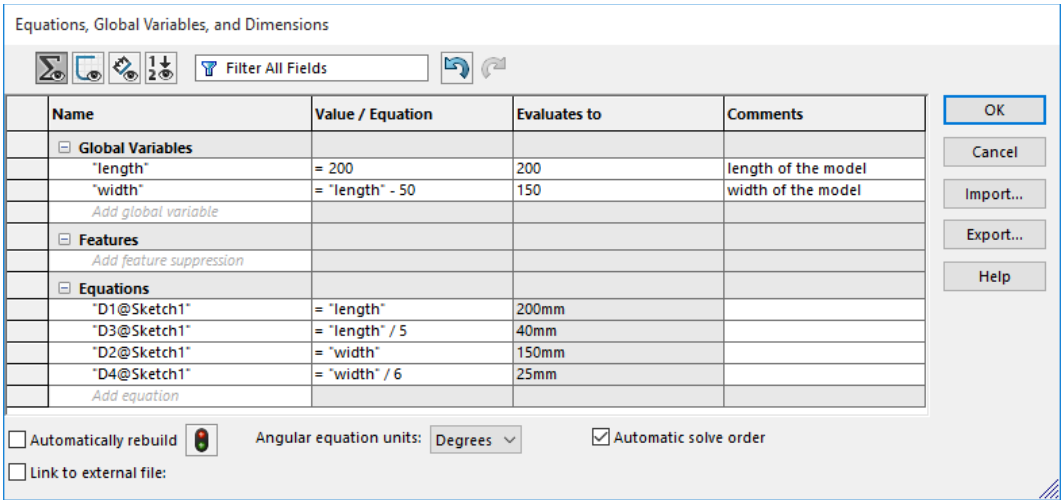 Equations, Global Variables, and Dimensions
Filter All Fields
Name Value / Equation Evaluates to Comments
Global Variables
"length" = 200 200 length of the model
"width" = "length" - 50 150 width of the model
Add global variable
Features
Add feature suppression
Equations
"D1@Sketch1" = "length" 200mm
"D3@Sketch1" = "length" / 5 40mm
"D2@Sketch1" = "width" 150mm
"D4@Sketch1" = "width" / 6 25mm
Add equation
OK
Cancel
Import...
Export...
Help
Automatically rebuild Angular equation units: Degrees Automatic solve order
Link to external file: